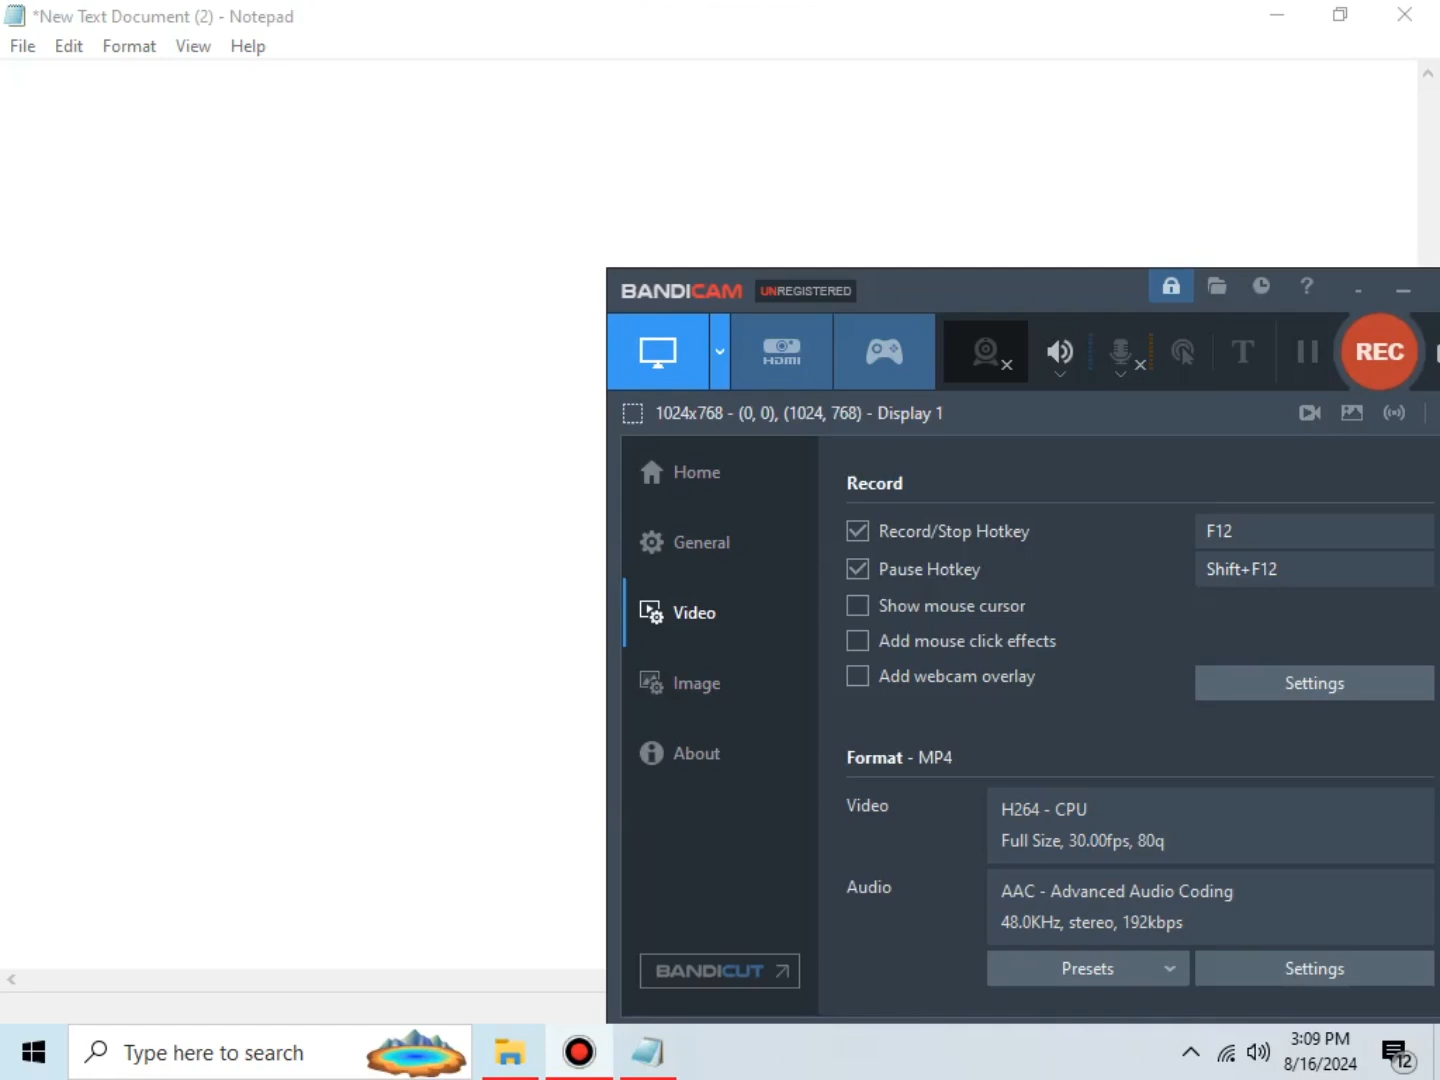 *New Text Document (2) - Notepad
File Edit Format View Help
BANDICAM UNREGISTERED
?
HDMI
T
REC
1024x768 - (0, 0), (1024, 768) - Display 1
Home
General
Video
Image
About
BANDICUT
Record
Record/Stop Hotkey F12
Pause Hotkey Shift+F12
Show mouse cursor
Add mouse click effects
Add webcam overlay
Settings
Format - MP4
Video
H264 - CPU
Full Size, 30.00fps, 80q
Audio
AAC - Advanced Audio Coding
48.0KHz, stereo, 192kbps
Presets Settings
Type here to search
3:09 PM
8/16/2024
12